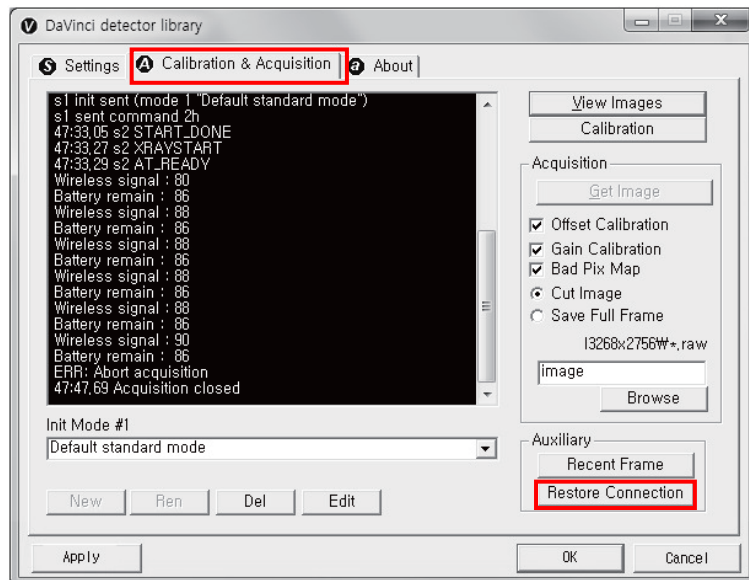 DaVinci detector library
Settings
Calibration & Acquisition
About
s1 init sent (mode 1 "Default standard mode")
s1 sent command 2h
47:33,05 s2 START_DONE
47:33,27 s2 XRAYSTART
47:33,29 s2 AT_READY
Wireless signal : 80
Battery remain : 86
Wireless signal : 88
Battery remain : 86
Wireless signal : 88
Battery remain : 86
Wireless signal : 88
Battery remain : 86
Wireless signal : 88
Battery remain : 86
Wireless signal : 90
Battery remain : 86
ERR: Abort acquisition
47:47,69 Acquisition closed
Init Mode #1
Default standard mode
New
Ren
Del
Edit
View Images
Calibration
Acquisition
Get Image
Offset Calibration
Gain Calibration
Bad Pix Map
Cut Image
Save Full Frame
I3268x2756₩*,raw
image
Browse
Auxiliary
Recent Frame
Restore Connection
Apply
OK
Cancel